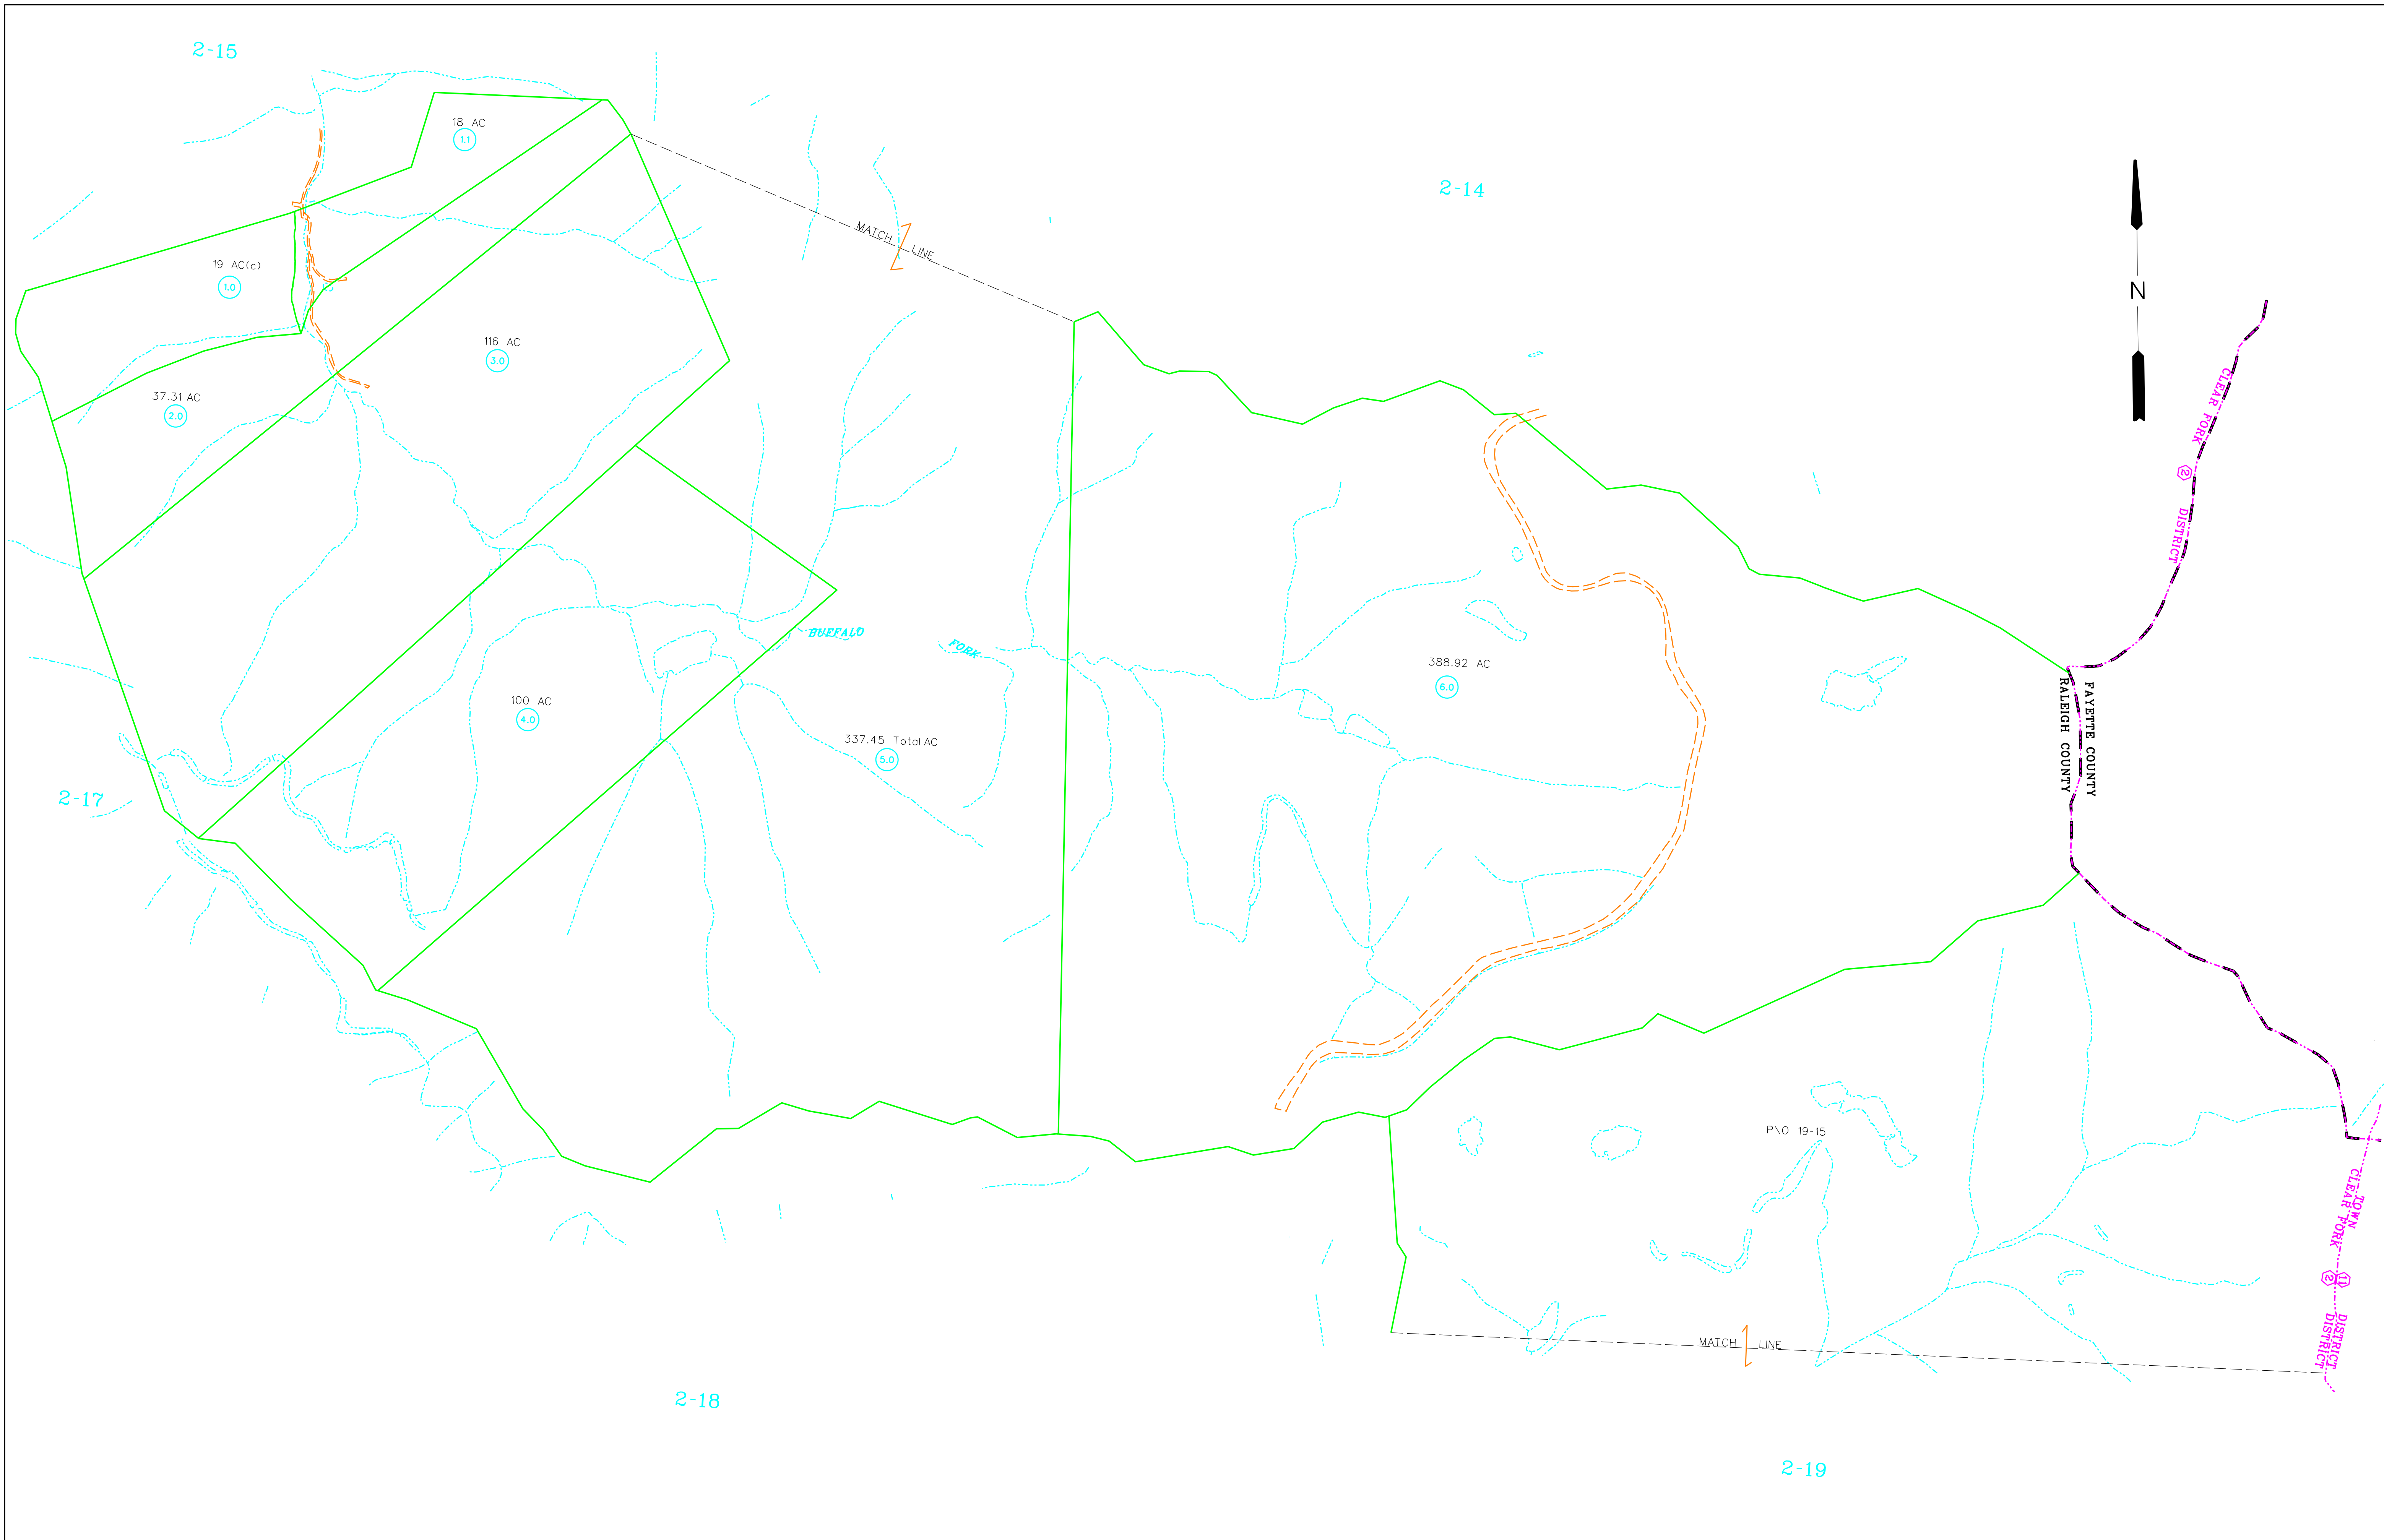 2-15
18 AC
1.1
2-14
MATCH LINE
N
19 AC(c)
1.0
116 AC
3.0
37.31 AC
2.0
CLEAR FORK 2 DISTRICT
BUFFALO FORK
388.92 AC
6.0
FAYETTE COUNTY
RALEIGH COUNTY
100 AC
4.0
337.45 Total AC
5.0
2-17
P\O 19-15
TOWN 11 DISTRICT
CLEAR FORK 2 DISTRICT
MATCH LINE
2-18
2-19